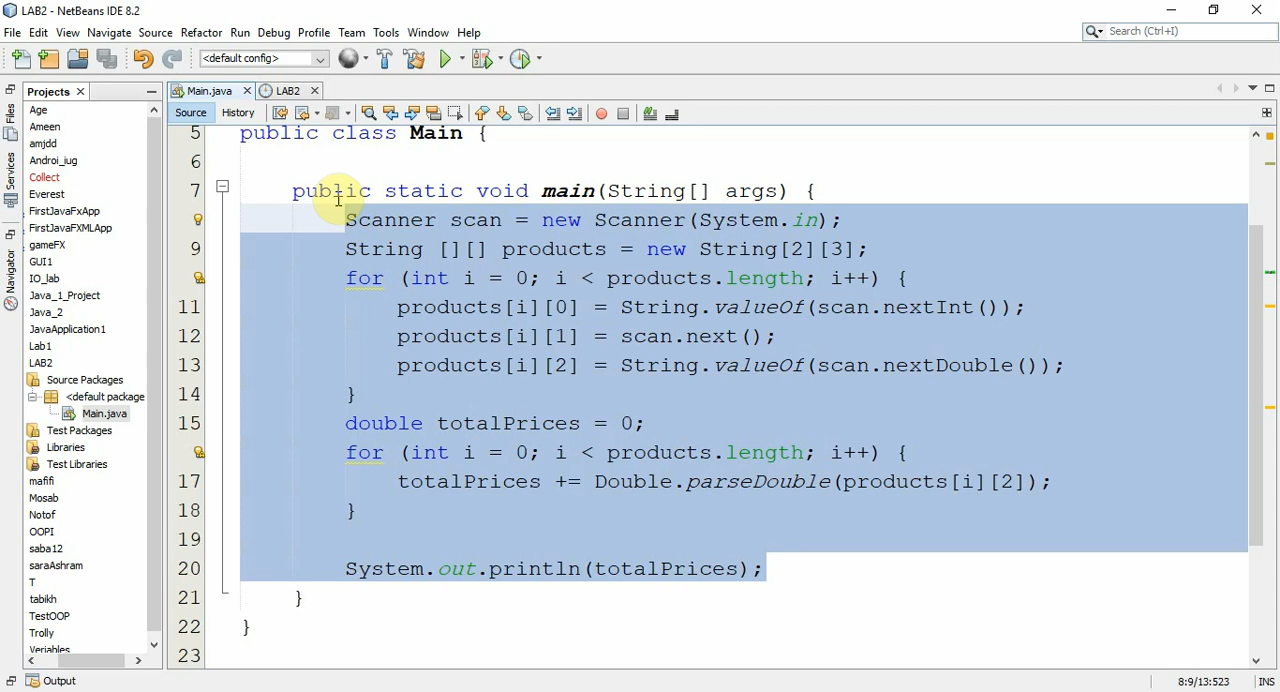 LAB2 - NetBeans IDE 8.2
File Edit View Navigate Source Refactor Run Debug Profile Team Tools Window Help
Search (Ctrl+I)
<default config>
Files
Services
Navigator
Projects
Age
Ameen
amjdd
Androi_iug
Collect
Everest
FirstJavaFxApp
FirstJavaFXMLApp
gameFX
GUI1
IO_lab
Java_1_Project
Java_2
JavaApplication1
Lab1
LAB2
Source Packages
<default package
Main.java
Test Packages
Libraries
Test Libraries
mafifi
Mosab
Notof
OOPI
saba12
saraAshram
T
tabikh
TestOOP
Trolly
Variables
Main.java LAB2
Source History
5 public class Main {
6
7 public static void main(String[] args) {
Scanner scan = new Scanner(System.in);
9 String [][] products = new String[2][3];
for (int i = 0; i < products.length; i++) {
11 products[i][0] = String.valueOf(scan.nextInt());
12 products[i][1] = scan.next();
13 products[i][2] = String.valueOf(scan.nextDouble());
14 }
15 double totalPrices = 0;
for (int i = 0; i < products.length; i++) {
17 totalPrices += Double.parseDouble(products[i][2]);
18 }
19
20 System.out.println(totalPrices);
21 }
22 }
23
Output
8:9/13:523 INS